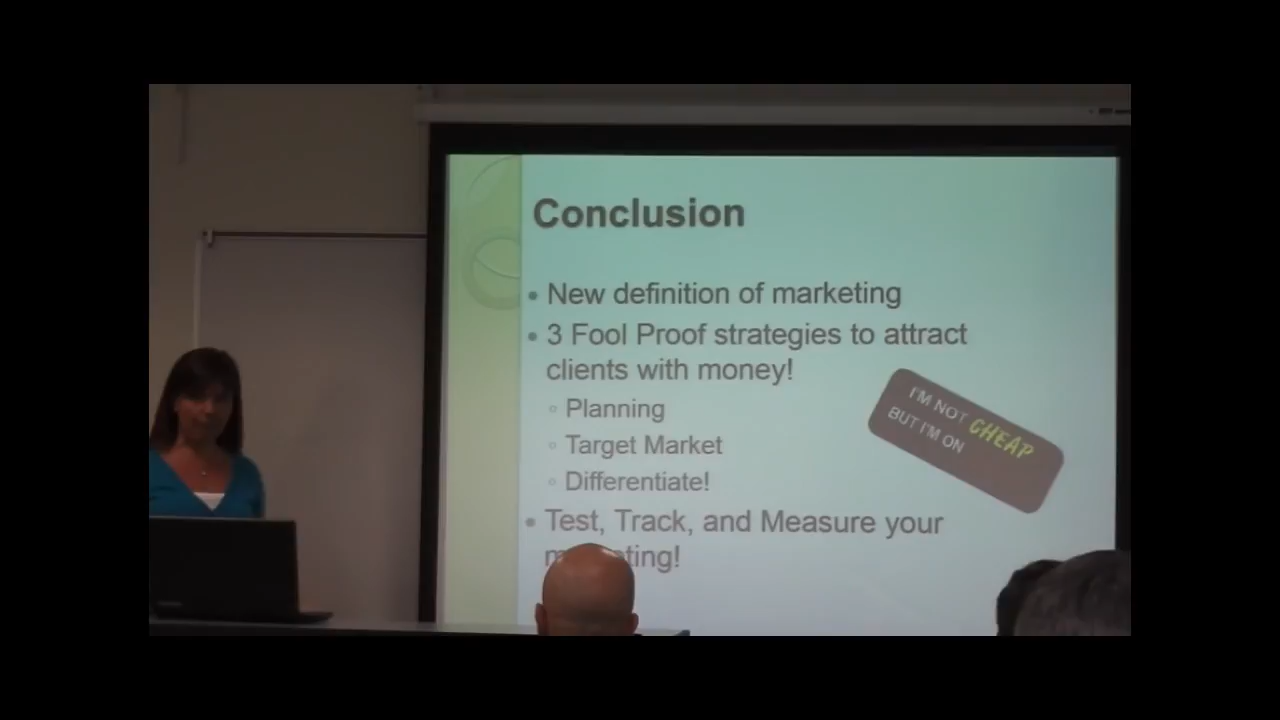 Conclusion
• New definition of marketing
• 3 Fool Proof strategies to attract
clients with money!
◦ Planning
◦ Target Market
◦ Differentiate!
• Test, Track, and Measure your
ting!
I'M NOT CHEAP
BUT I'M ON